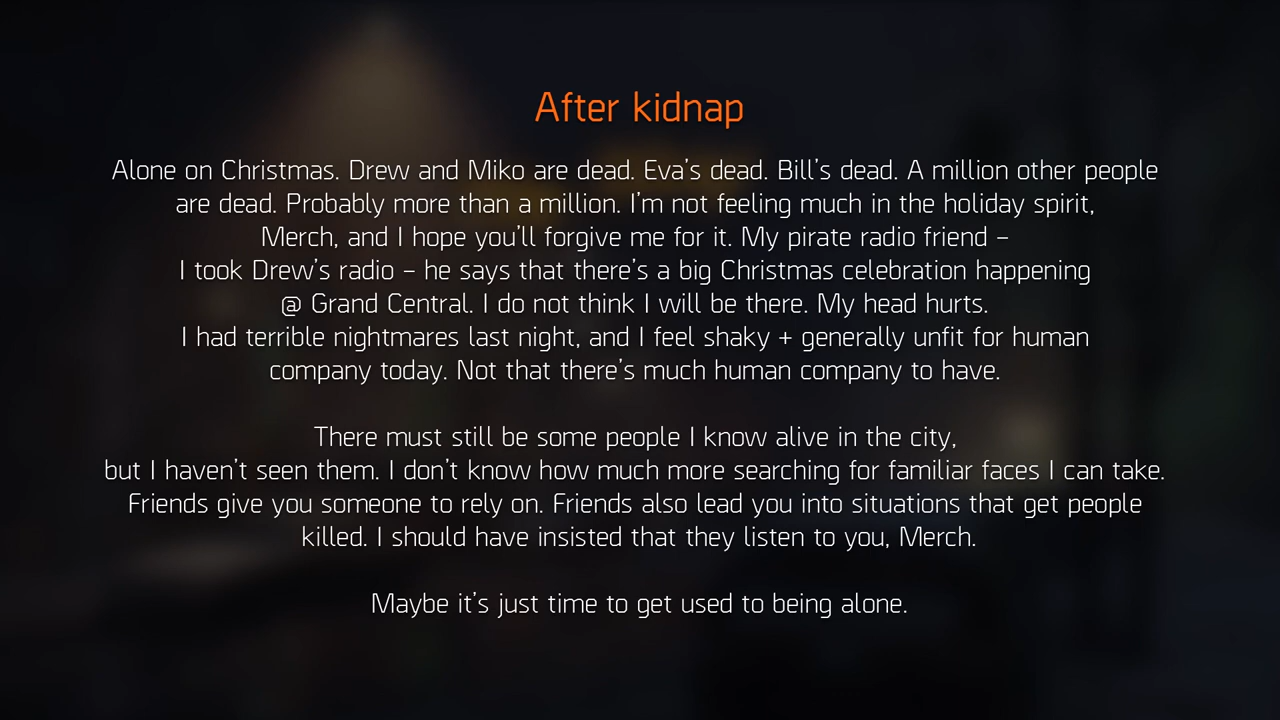 After kidnap
Alone on Christmas. Drew and Miko are dead. Eva's dead. Bill's dead. A million other people
are dead. Probably more than a million. I'm not feeling much in the holiday spirit,
Merch, and I hope you'll forgive me for it. My pirate radio friend –
I took Drew's radio – he says that there's a big Christmas celebration happening
@ Grand Central. I do not think I will be there. My head hurts.
I had terrible nightmares last night, and I feel shaky + generally unfit for human
company today. Not that there's much human company to have.
There must still be some people I know alive in the city,
but I haven't seen them. I don't know how much more searching for familiar faces I can take.
Friends give you someone to rely on. Friends also lead you into situations that get people
killed. I should have insisted that they listen to you, Merch.
Maybe it's just time to get used to being alone.